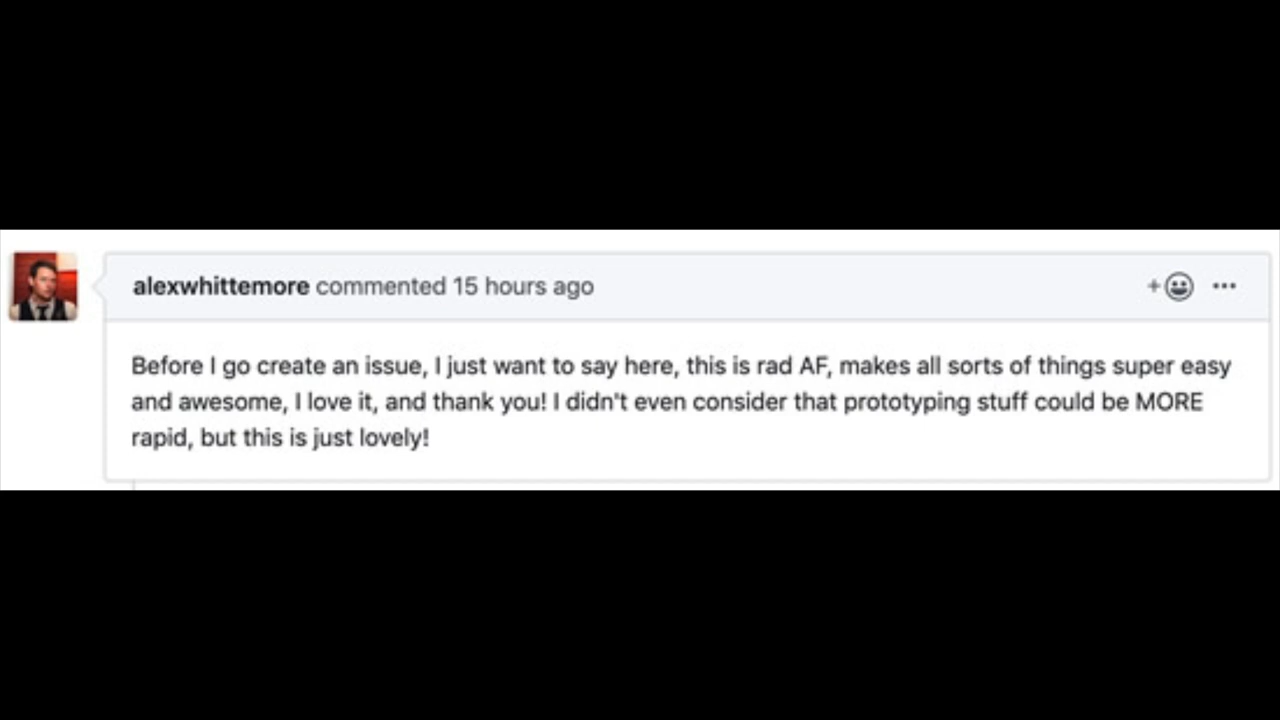 alexwhittemore commented 15 hours ago
Before I go create an issue, I just want to say here, this is rad AF, makes all sorts of things super easy
and awesome, I love it, and thank you! I didn't even consider that prototyping stuff could be MORE
rapid, but this is just lovely!